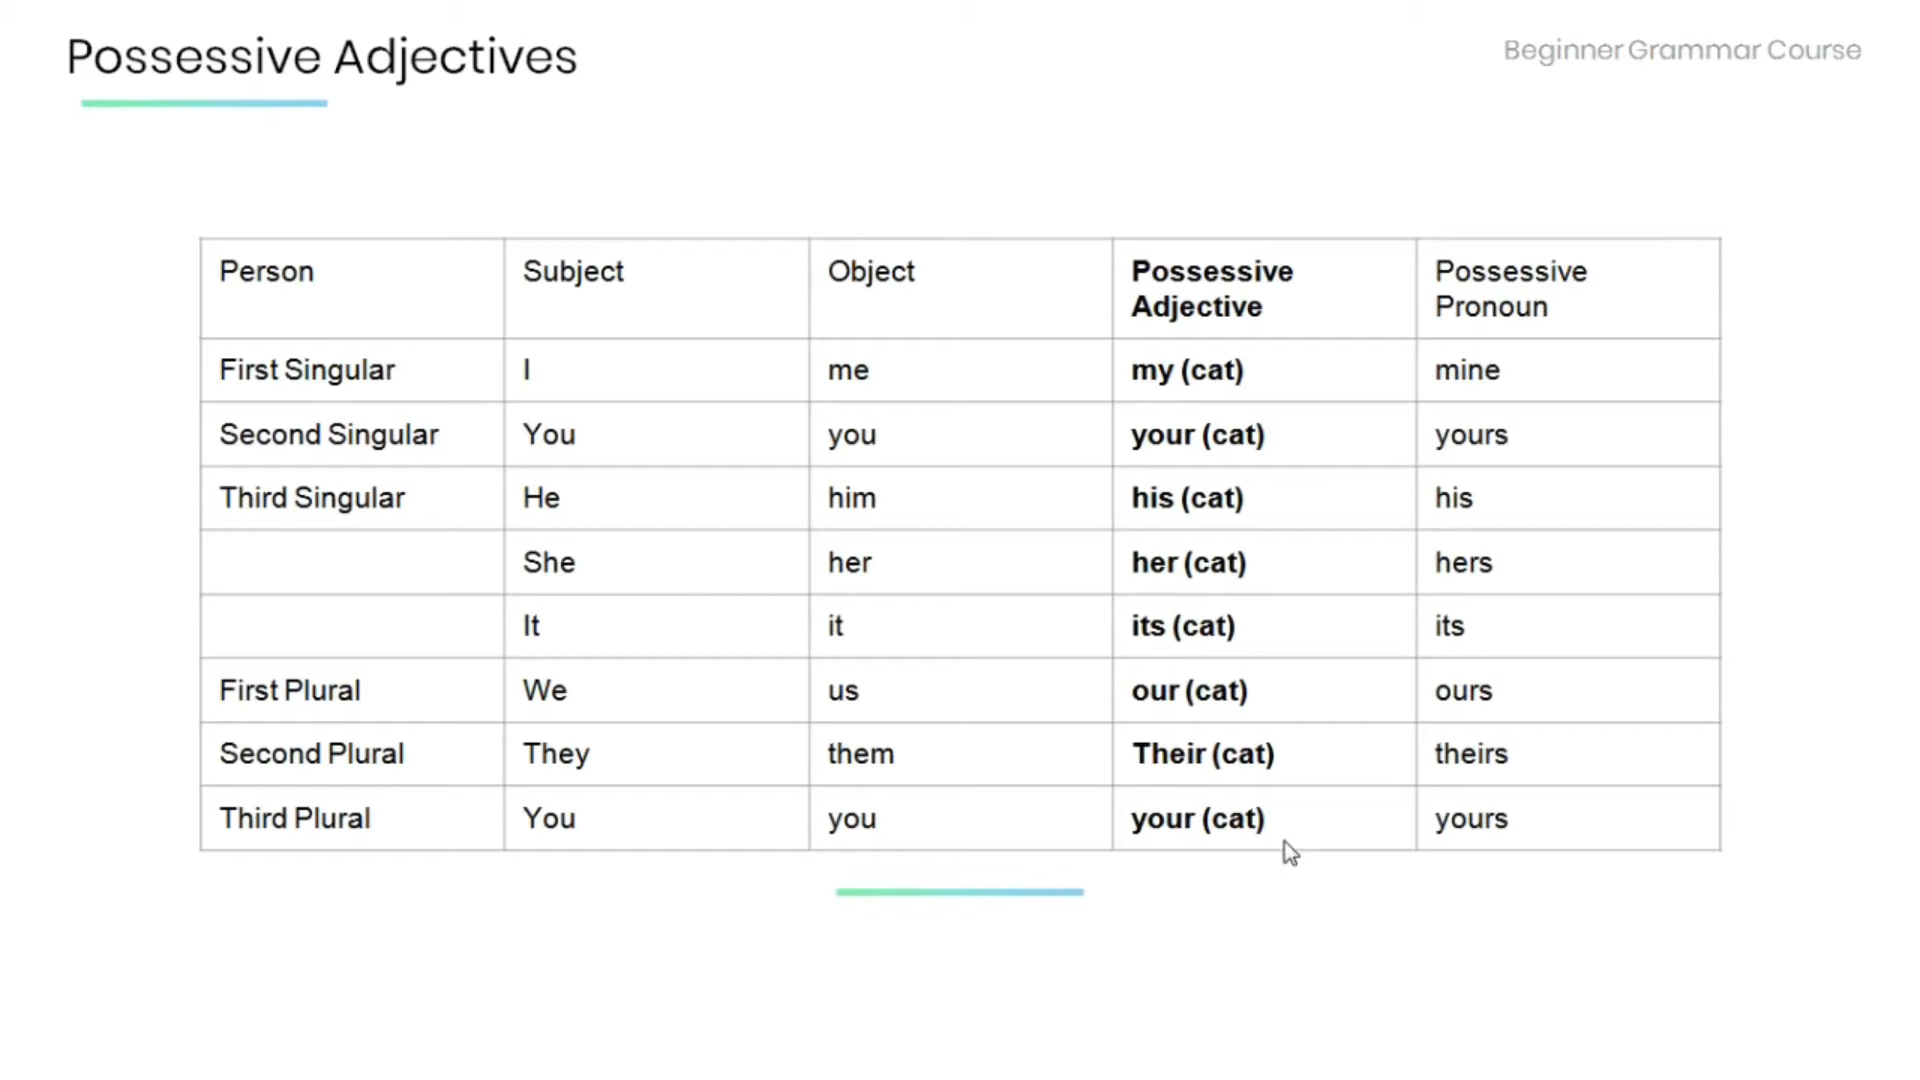 Possessive Adjectives
Beginner Grammar Course
Person Subject Object Possessive Adjective Possessive Pronoun
First Singular I me my (cat) mine
Second Singular You you your (cat) yours
Third Singular He him his (cat) his
She her her (cat) hers
It it its (cat) its
First Plural We us our (cat) ours
Second Plural They them Their (cat) theirs
Third Plural You you your (cat) yours